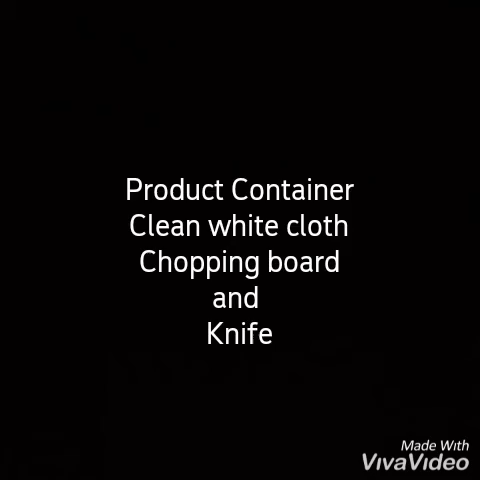 Product Container
Clean white cloth
Chopping board
and
Knife
Made With
VivaVideo